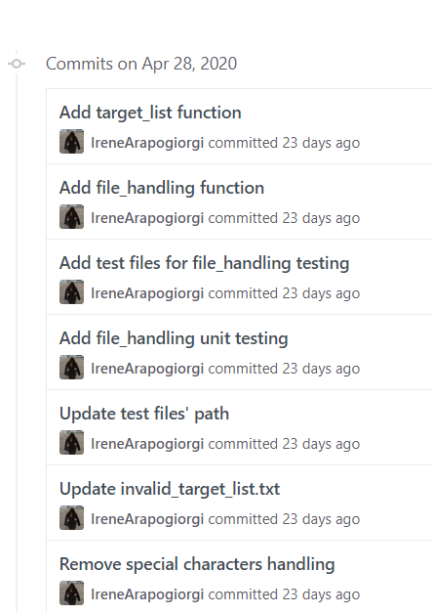 Commits on Apr 28, 2020
Add target_list function
IreneArapogiorgi committed 23 days ago
Add file_handling function
IreneArapogiorgi committed 23 days ago
Add test files for file_handling testing
IreneArapogiorgi committed 23 days ago
Add file_handling unit testing
IreneArapogiorgi committed 23 days ago
Update test files' path
IreneArapogiorgi committed 23 days ago
Update invalid_target_list.txt
IreneArapogiorgi committed 23 days ago
Remove special characters handling
IreneArapogiorgi committed 23 days ago